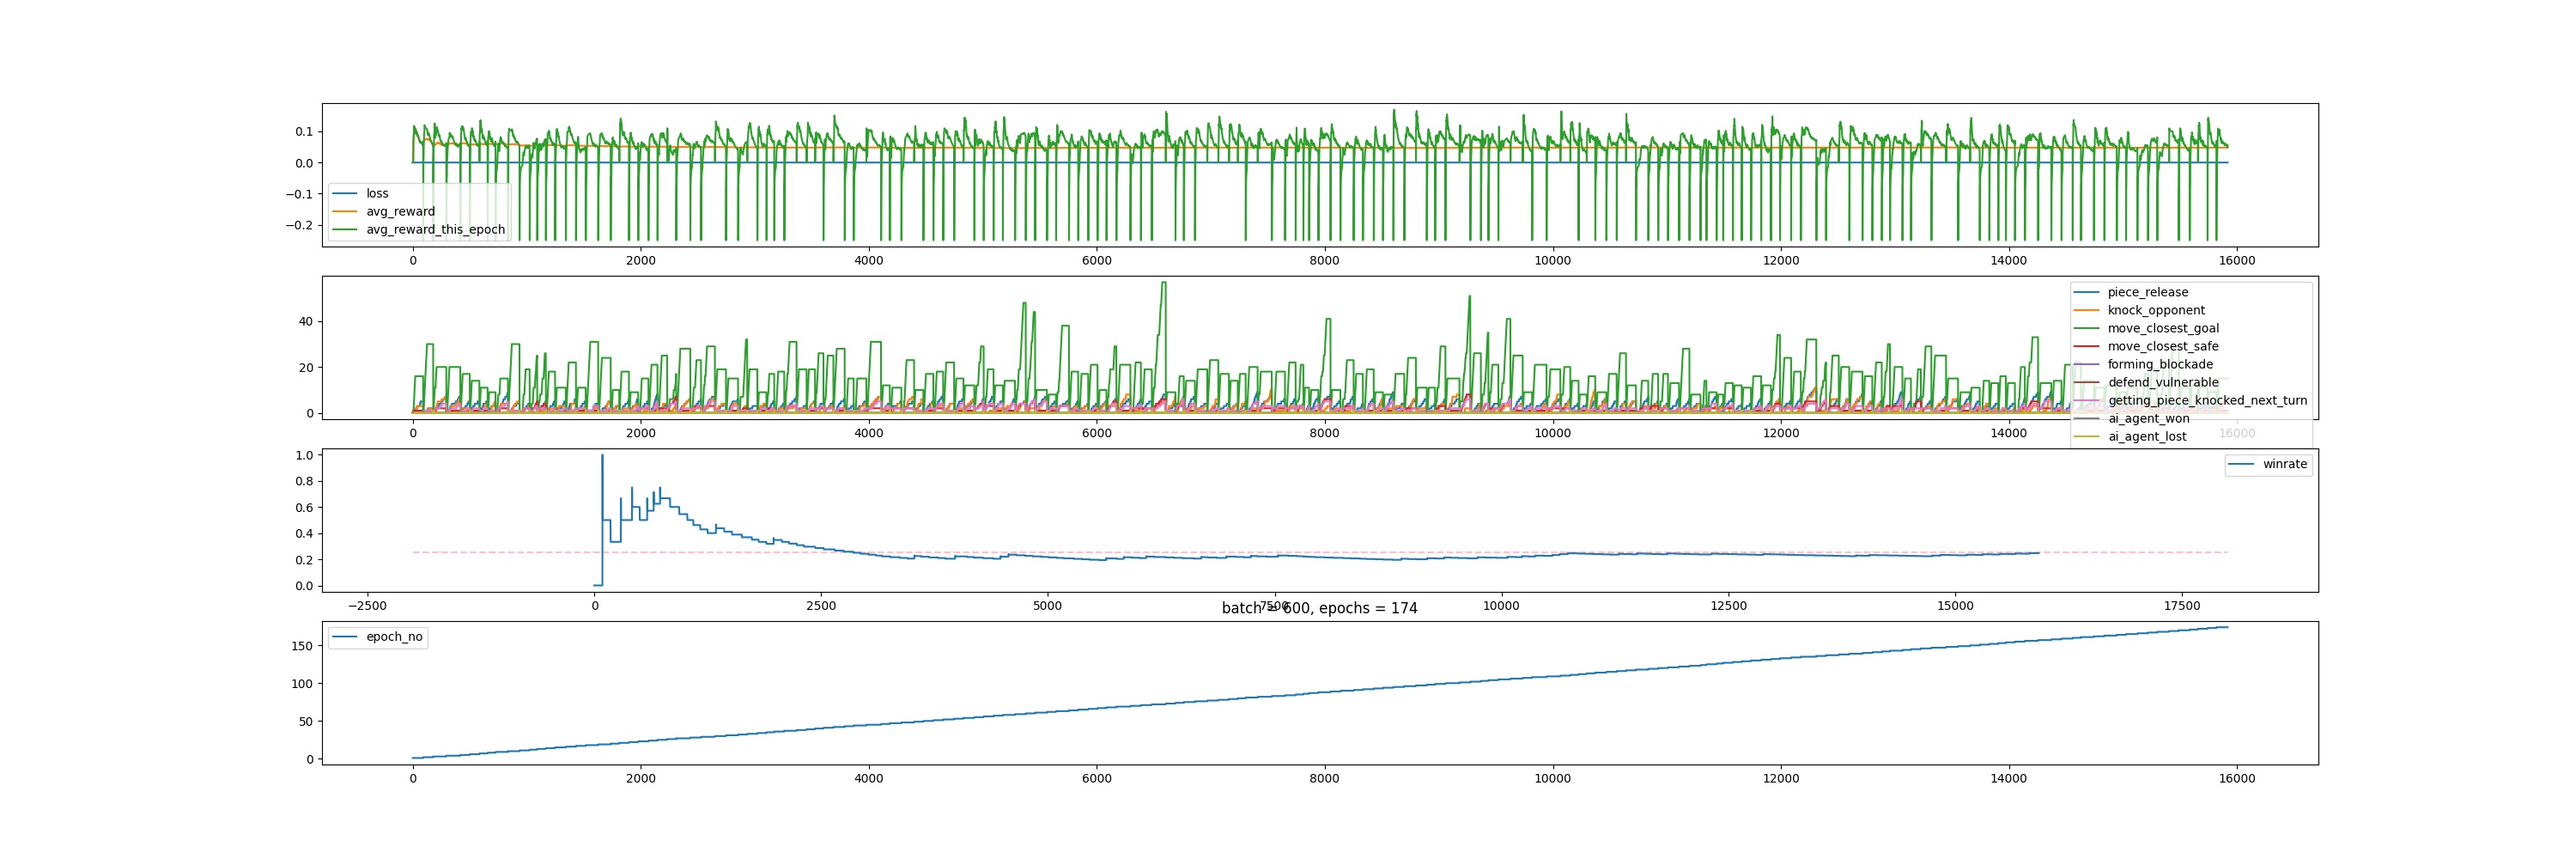 0.1
0.0
−0.1
−0.2
loss
avg_reward
avg_reward_this_epoch
0 2000 4000 6000 8000 10000 12000 14000 16000
40
20
0
piece_release
knock_opponent
move_closest_goal
move_closest_safe
forming_blockade
defend_vulnerable
getting_piece_knocked_next_turn
ai_agent_won
ai_agent_lost
0 2000 4000 6000 8000 10000 12000 14000 16000
1.0
0.8
0.6
0.4
0.2
0.0
winrate
−2500 0 2500 5000 7500 10000 12500 15000 17500
batch = 600, epochs = 174
150
100
50
0
epoch_no
0 2000 4000 6000 8000 10000 12000 14000 16000